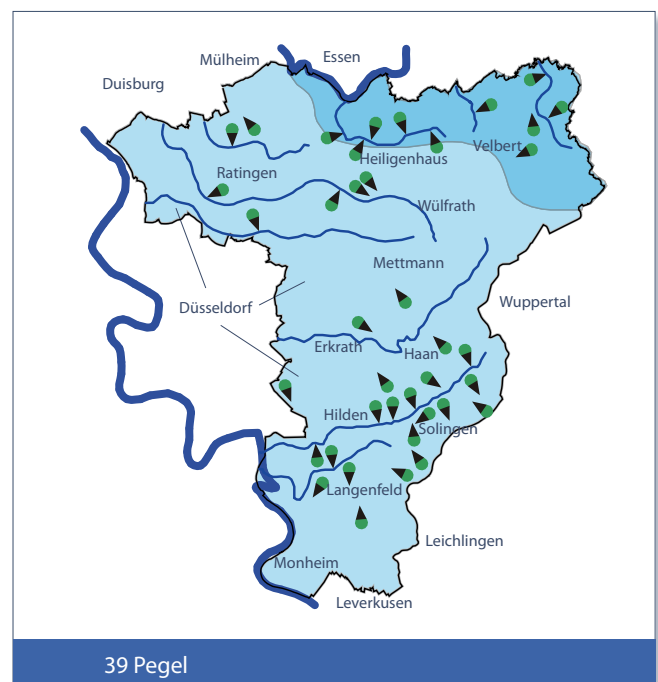 Essen
Mülheim
Duisburg
Velbert
Heiligenhaus
Ratingen
Wülfrath
Mettmann
Wuppertal
Düsseldorf
Erkrath
Haan
Hilden
Solingen
Langenfeld
Leichlingen
Monheim
Leverkusen
39 Pegel